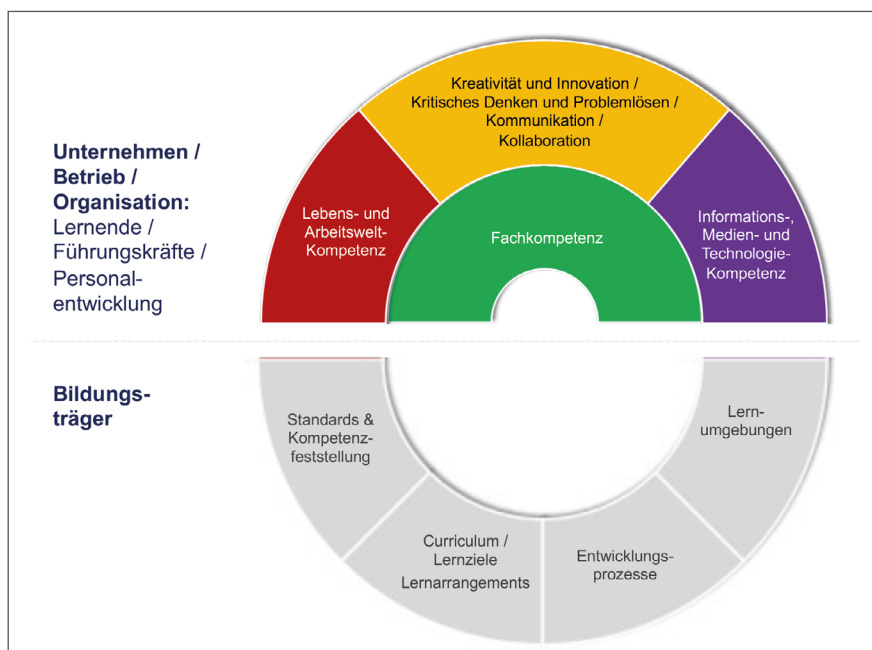 Unternehmen /
Betrieb /
Organisation:
Lernende /
Führungskräfte /
Personal-
entwicklung
Kreativität und Innovation /
Kritisches Denken und Problemlösen /
Kommunikation /
Kollaboration
Lebens- und
Arbeitswelt-
Kompetenz
Fachkompetenz
Informations-,
Medien- und
Technologie-
Kompetenz
Bildungs-
träger
Standards &
Kompetenz-
feststellung
Curriculum /
Lernziele
Lernarrangements
Entwicklungs-
prozesse
Lern-
umgebungen